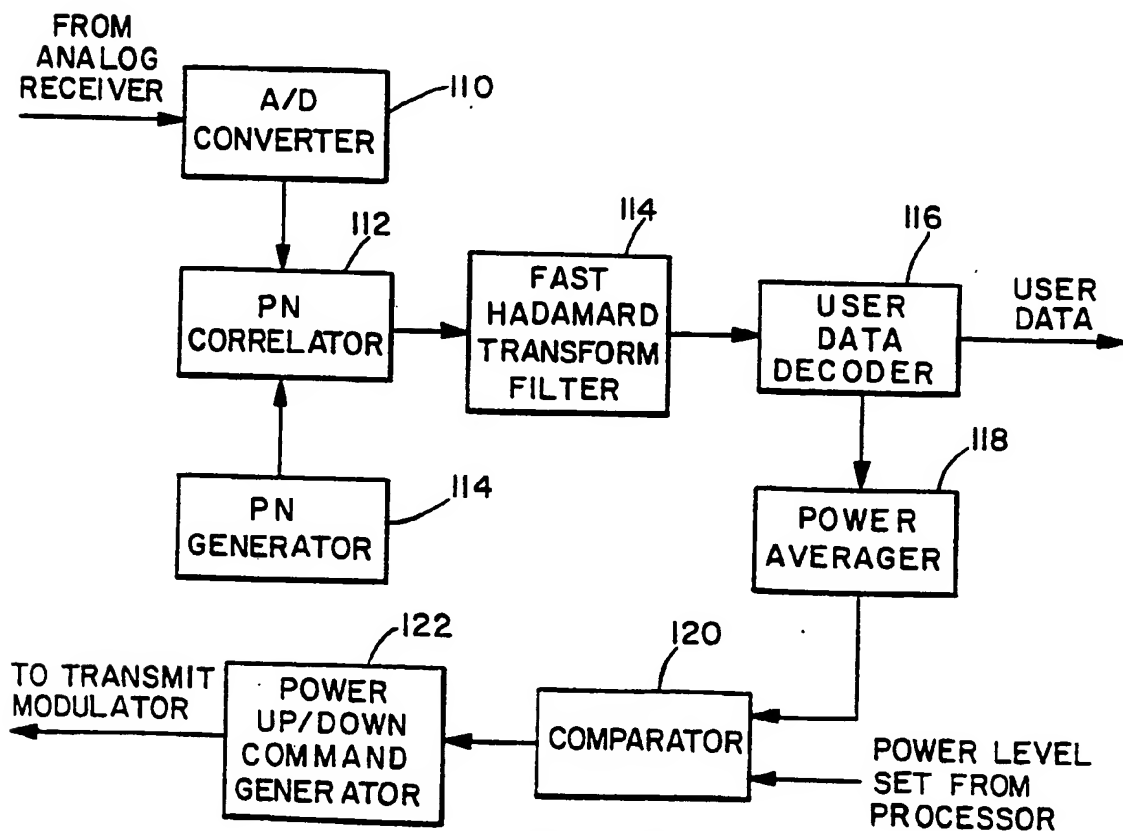 FROM
ANALOG
RECEIVER
A/D
CONVERTER
110
112
PN
CORRELATOR
114
FAST
HADAMARD
TRANSFORM
FILTER
116
USER
DATA
DECODER
USER
DATA
PN
GENERATOR
114
118
POWER
AVERAGER
TO TRANSMIT
MODULATOR
122
POWER
UP/DOWN
COMMAND
GENERATOR
120
COMPARATOR
POWER LEVEL
SET FROM
PROCESSOR